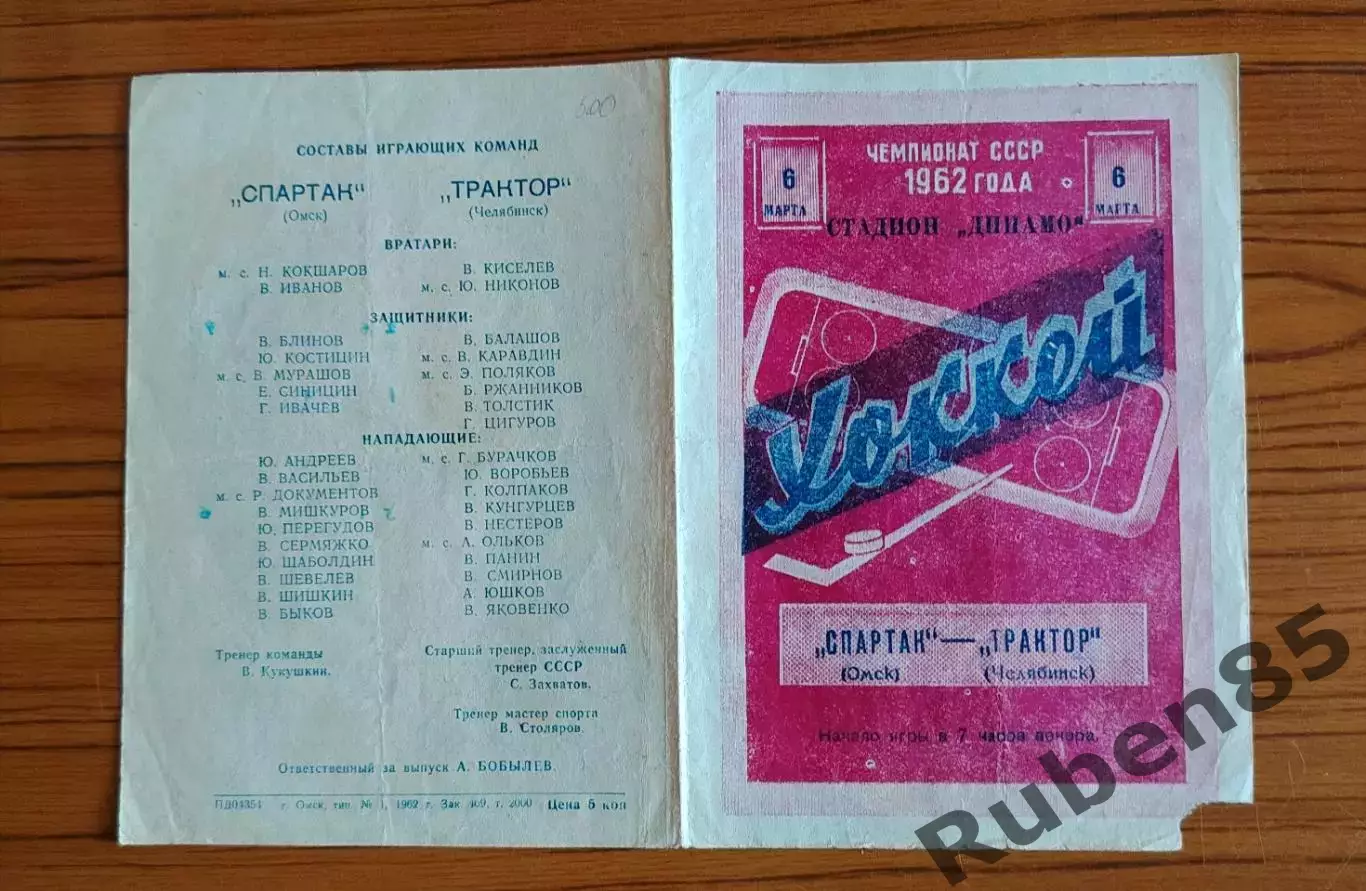 500
СОСТАВЫ ИГРАЮЩИХ КОМАНД
„СПАРТАК“ „ТРАКТОР“
(Омск) (Челябинск)
ВРАТАРИ:
м. с. Н. КОКШАРОВ В. КИСЕЛЕВ
В. ИВАНОВ м. с. Ю. НИКОНОВ
ЗАЩИТНИКИ:
В. БЛИНОВ В. БАЛАШОВ
Ю. КОСТИЦИН м. с. В. КАРАВДИН
м. с. В. МУРАШОВ м. с. Э. ПОЛЯКОВ
Е. СИНИЦИН Б. РЖАННИКОВ
Г. ИВАЧЕВ В. ТОЛСТИК
Г. ЦИГУРОВ
НАПАДАЮЩИЕ:
Ю. АНДРЕЕВ м. с. Г. БУРАЧКОВ
В. ВАСИЛЬЕВ Ю. ВОРОБЬЕВ
м. с. Р. ДОКУМЕНТОВ Г. КОЛПАКОВ
В. МИШКУРОВ В. КУНГУРЦЕВ
Ю. ПЕРЕГУДОВ В. НЕСТЕРОВ
В. СЕРМЯЖКО м. с. А. ОЛЬКОВ
Ю. ШАБОЛДИН В. ПАНИН
В. ШЕВЕЛЕВ В. СМИРНОВ
В. ШИШКИН А. ЮШКОВ
В. БЫКОВ В. ЯКОВЕНКО
Тренер команды
В. Кукушкин.
Старший тренер, заслуженный
тренер СССР
С. Захватов.
Тренер мастер спорта
В. Столяров.
Ответственный за выпуск А. БОБЫЛЕВ.
ПД04354 г. Омск, тип. № 1, 1962 г. Зак. 469, т. 2000 Цена 5 коп
ЧЕМПИОНАТ СССР
1962 ГОДА
6 МАРТА
6 МАРТА
СТАДИОН „ДИНАМО“
Хоккей
„СПАРТАК“—„ТРАКТОР“
(Омск) (Челябинск)
Начало игры в 7 часов вечера.
Ruben85